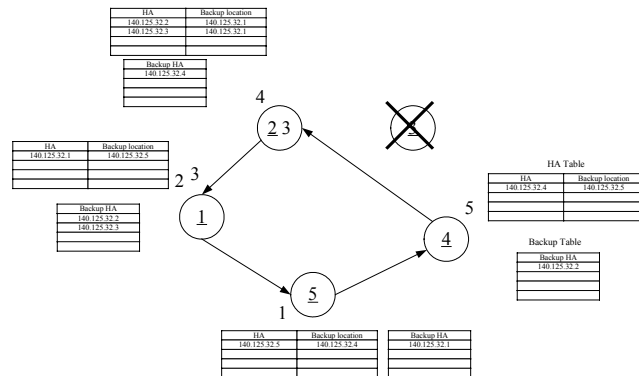 HA Backup location
140.125.32.2 140.125.32.1
140.125.32.3 140.125.32.1
Backup HA
140.125.32.4
4
2 3
3
HA Backup location
140.125.32.1 140.125.32.5
2 3
1
Backup HA
140.125.32.2
140.125.32.3
HA Table
HA Backup location
140.125.32.4 140.125.32.5
5
4
Backup Table
Backup HA
140.125.32.2
5
1
HA Backup location
140.125.32.5 140.125.32.4
Backup HA
140.125.32.1